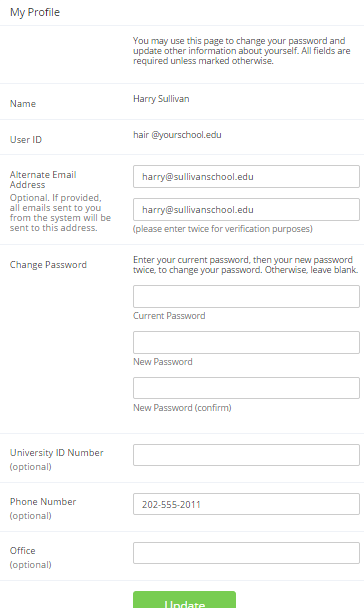 My Profile
You may use this page to change your password and
update other information about yourself. All fields are
required unless marked otherwise.
Name
Harry Sullivan
User ID
hair @yourschool.edu
Alternate Email
Address
Optional. If provided,
all emails sent to you
from the system will be
sent to this address.
harry@sullivanschool.edu
harry@sullivanschool.edu
(please enter twice for verification purposes)
Change Password
Enter your current password, then your new password
twice, to change your password. Otherwise, leave blank.
Current Password
New Password
New Password (confirm)
University ID Number
(optional)
Phone Number
(optional)
202-555-2011
Office
(optional)
Update